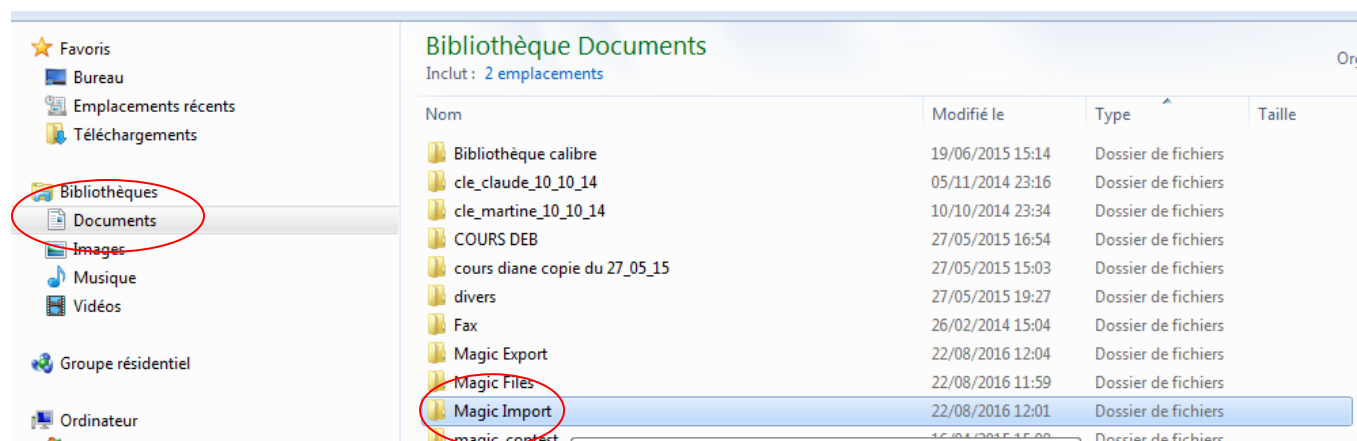 Favoris
Bureau
Emplacements récents
Téléchargements
Bibliothèques
Documents
Images
Musique
Vidéos
Groupe résidentiel
Ordinateur
Bibliothèque Documents
Inclut : 2 emplacements
Nom Modifié le Type Taille
Bibliothèque calibre 19/06/2015 15:14 Dossier de fichiers
cle_claude_10_10_14 05/11/2014 23:16 Dossier de fichiers
cle_martine_10_10_14 10/10/2014 23:34 Dossier de fichiers
COURS DEB 27/05/2015 16:54 Dossier de fichiers
cours diane copie du 27_05_15 27/05/2015 15:03 Dossier de fichiers
divers 27/05/2015 19:27 Dossier de fichiers
Fax 26/02/2014 15:04 Dossier de fichiers
Magic Export 22/08/2016 12:04 Dossier de fichiers
Magic Files 22/08/2016 11:59 Dossier de fichiers
Magic Import 22/08/2016 12:01 Dossier de fichiers
magic_contest Dossier de fichiers